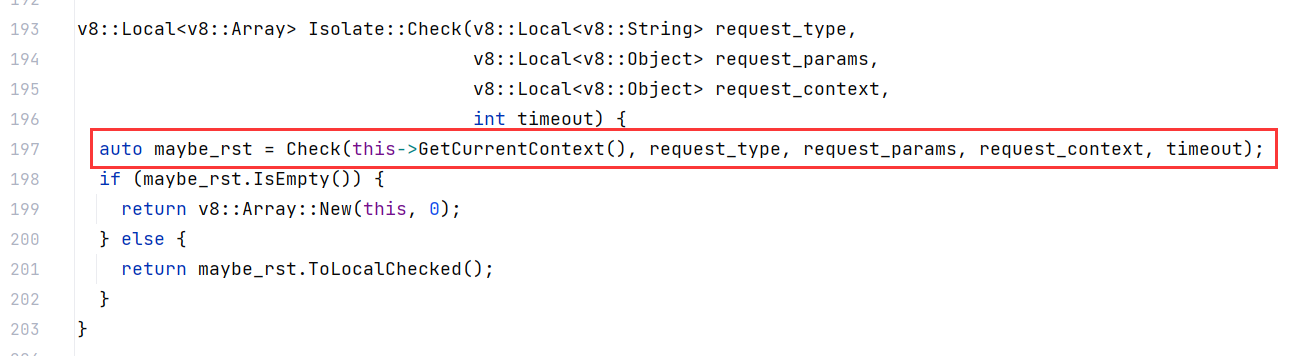 192
193 v8::Local<v8::Array> Isolate::Check(v8::Local<v8::String> request_type,
194 v8::Local<v8::Object> request_params,
195 v8::Local<v8::Object> request_context,
196 int timeout) {
197 auto maybe_rst = Check(this->GetCurrentContext(), request_type, request_params, request_context, timeout);
198 if (maybe_rst.IsEmpty()) {
199 return v8::Array::New(this, 0);
200 } else {
201 return maybe_rst.ToLocalChecked();
202 }
203 }